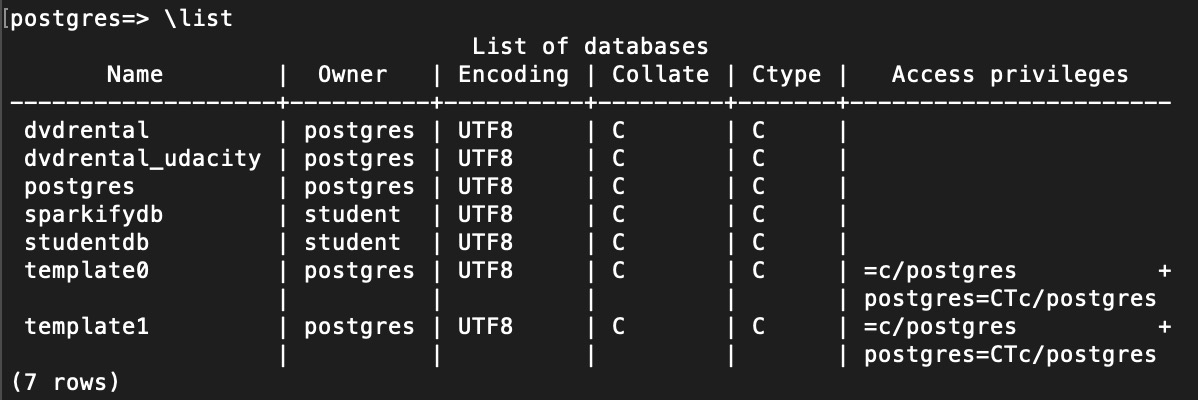 [postgres=> \list
                                 List of databases
       Name         |  Owner   | Encoding | Collate | Ctype |   Access privileges
--------------------+----------+----------+---------+-------+-----------------------
 dvdrental          | postgres | UTF8     | C       | C     |
 dvdrental_udacity  | postgres | UTF8     | C       | C     |
 postgres           | postgres | UTF8     | C       | C     |
 sparkifydb         | student  | UTF8     | C       | C     |
 studentdb          | student  | UTF8     | C       | C     |
 template0          | postgres | UTF8     | C       | C     | =c/postgres          +
                    |          |          |         |       | postgres=CTc/postgres
 template1          | postgres | UTF8     | C       | C     | =c/postgres          +
                    |          |          |         |       | postgres=CTc/postgres
(7 rows)